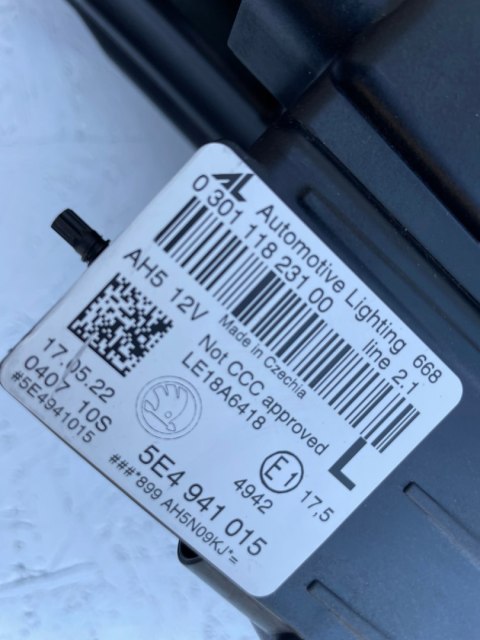 AL Automotive Lighting 668
0 301 118 231 00 line 2.1
AH5 12V
Made in Czechia
Not CCC approved
LE18A6418
L
17.05.22
0407 10S
#5E4941015
E1 17,5
4942
5E4 941 015
###*899 AH5N09KJ*=